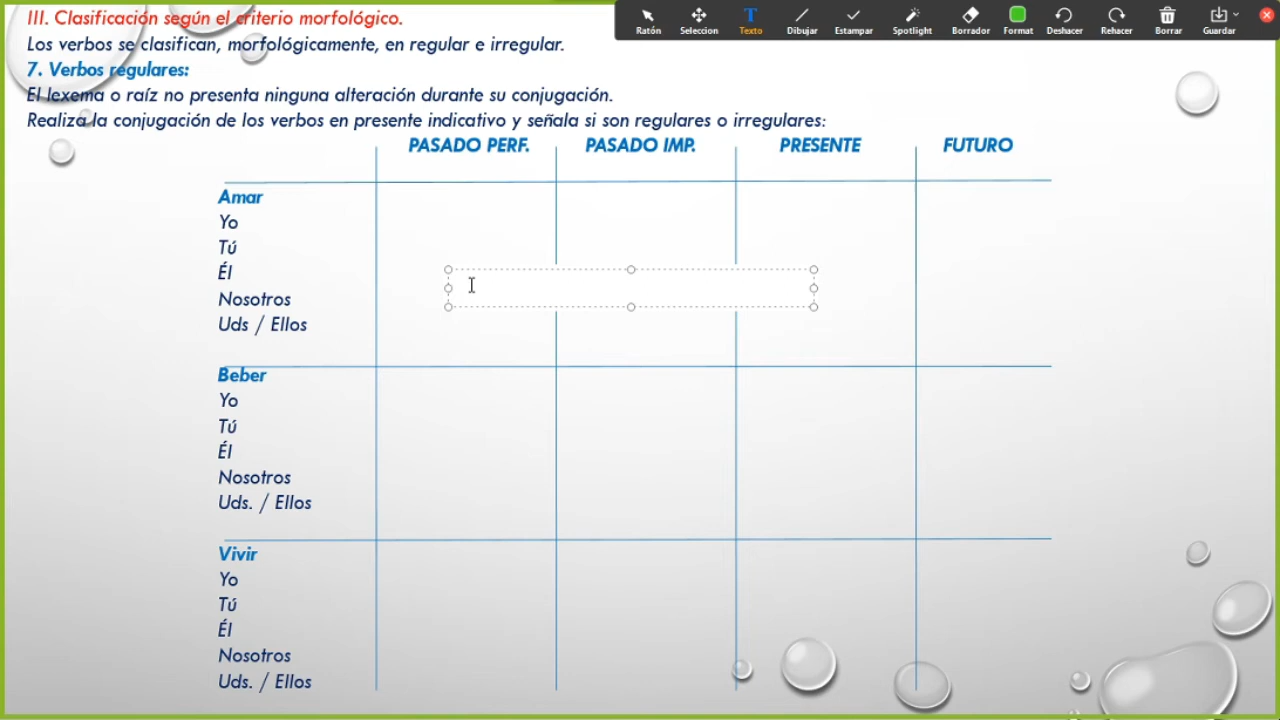 III. Clasificación según el criterio morfológico.
Ratón Seleccion Texto Dibujar Estampar Spotlight Borrador Format Deshacer Rehacer Borrar Guardar
Los verbos se clasifican, morfológicamente, en regular e irregular.
7. Verbos regulares:
El lexema o raíz no presenta ninguna alteración durante su conjugación.
Realiza la conjugación de los verbos en presente indicativo y señala si son regulares o irregulares:
PASADO PERF. PASADO IMP. PRESENTE FUTURO
Amar
Yo
Tú
Él
Nosotros
Uds / Ellos
Beber
Yo
Tú
Él
Nosotros
Uds. / Ellos
Vivir
Yo
Tú
Él
Nosotros
Uds. / Ellos